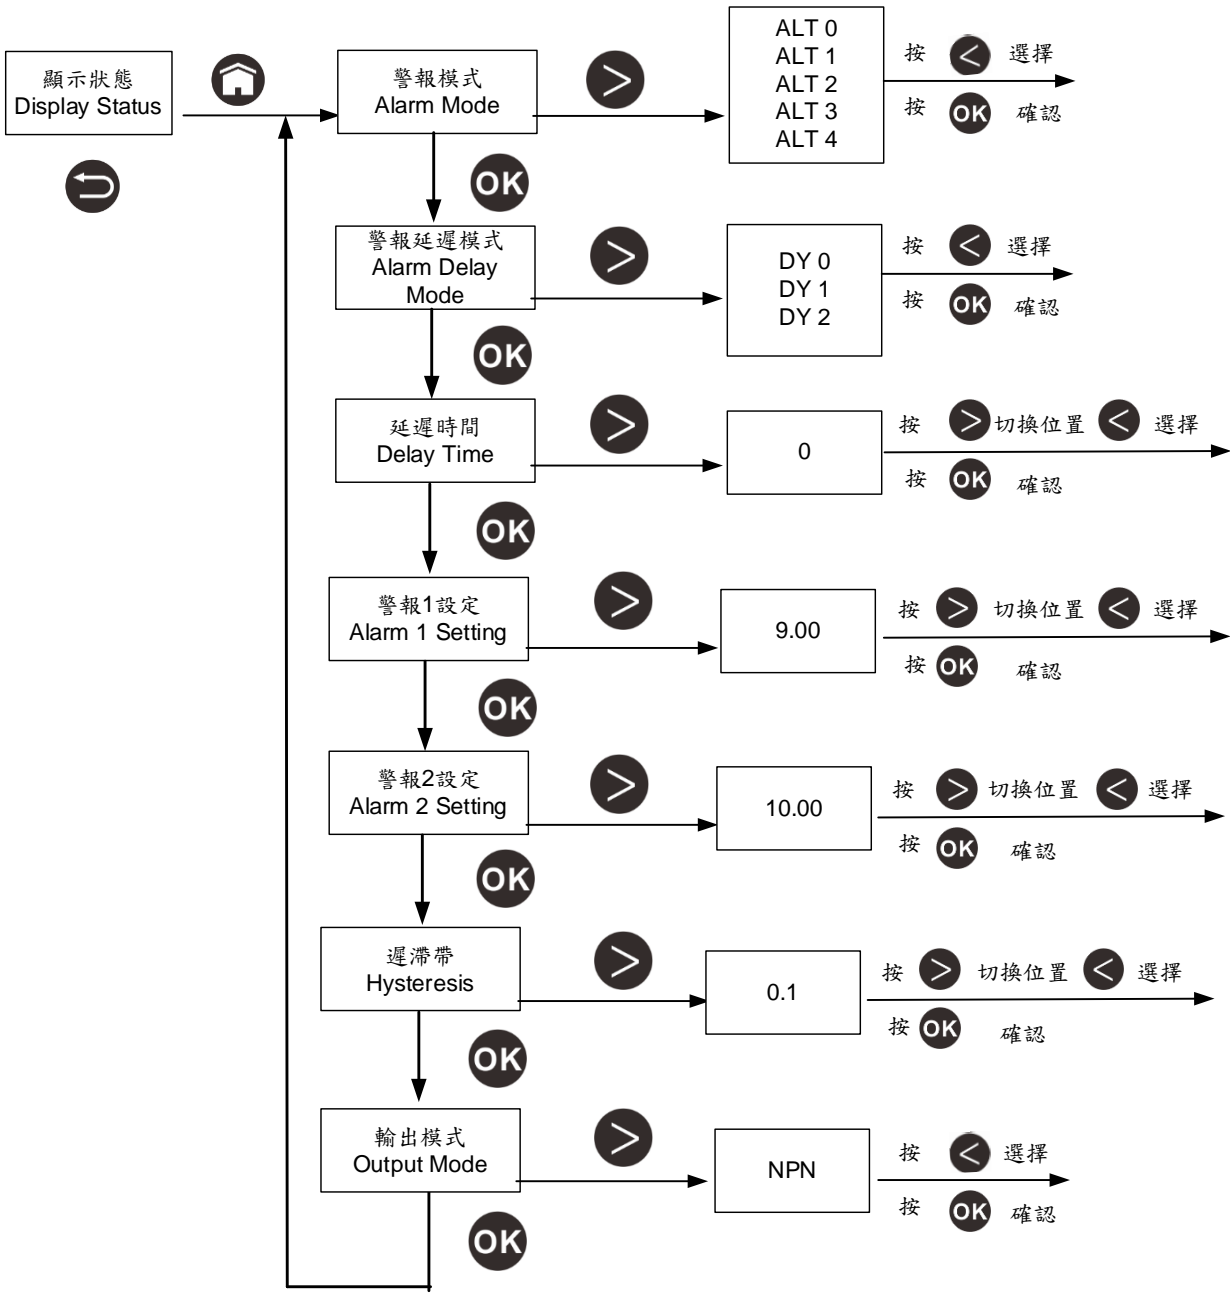 顯示狀態
Display Status
警報模式
Alarm Mode
>
ALT 0
ALT 1
ALT 2
ALT 3
ALT 4
按 < 選擇
按 OK 確認
OK
警報延遲模式
Alarm Delay
Mode
>
DY 0
DY 1
DY 2
按 < 選擇
按 OK 確認
OK
延遲時間
Delay Time
>
0
按 > 切換位置 < 選擇
按 OK 確認
OK
警報1設定
Alarm 1 Setting
>
9.00
按 > 切換位置 < 選擇
按 OK 確認
OK
警報2設定
Alarm 2 Setting
>
10.00
按 > 切換位置 < 選擇
按 OK 確認
OK
遲滯帶
Hysteresis
>
0.1
按 > 切換位置 < 選擇
按 OK 確認
OK
輸出模式
Output Mode
>
NPN
按 < 選擇
按 OK 確認
OK